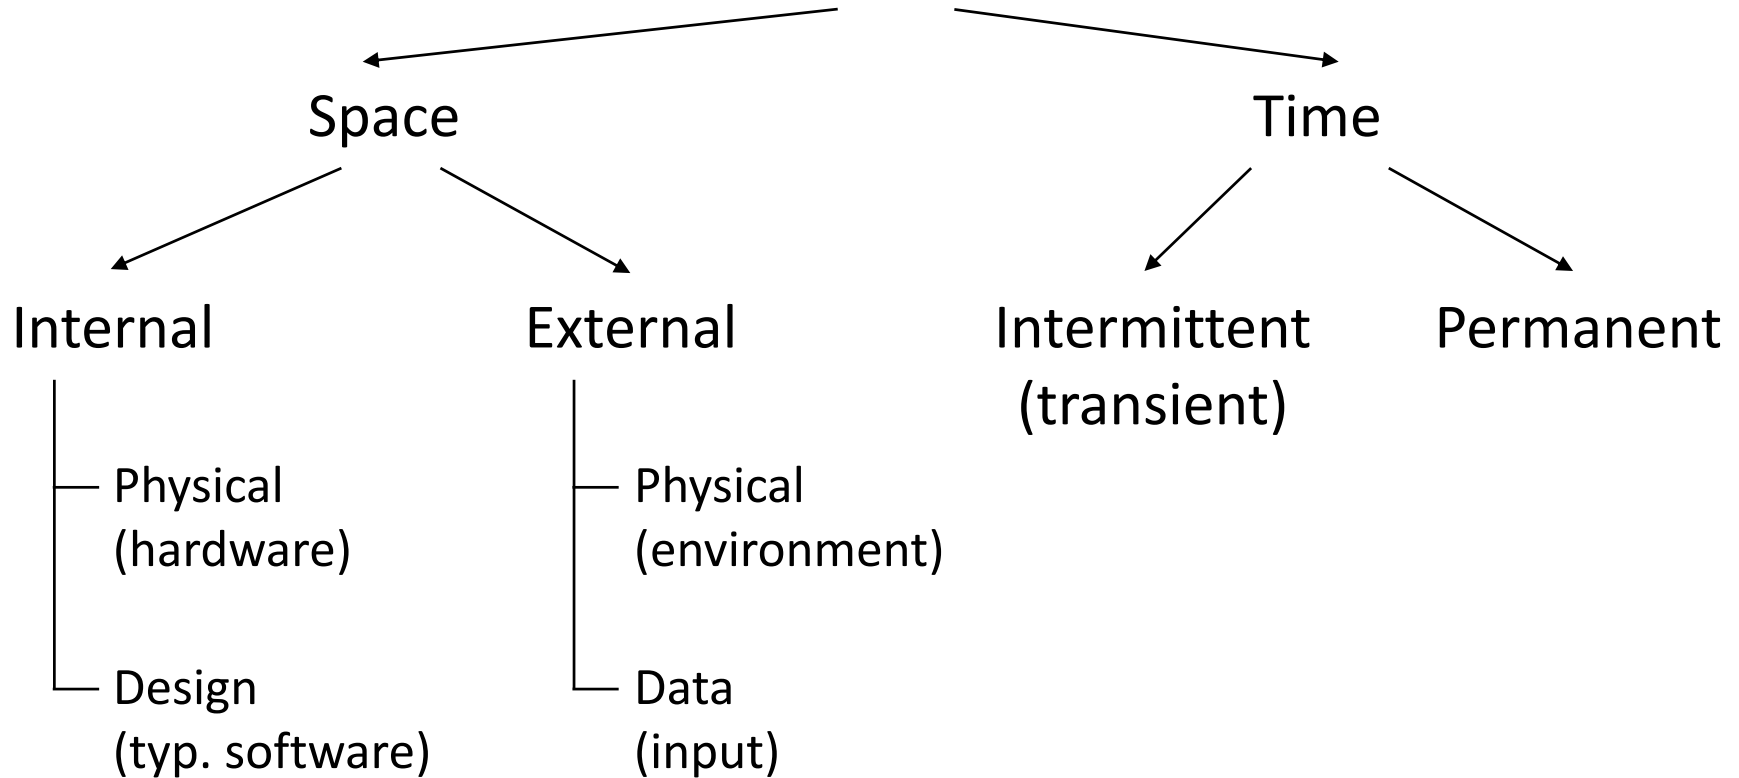 Space
Time
Internal
External
Intermittent
(transient)
Permanent
Physical
(hardware)
Physical
(environment)
Design
(typ. software)
Data
(input)